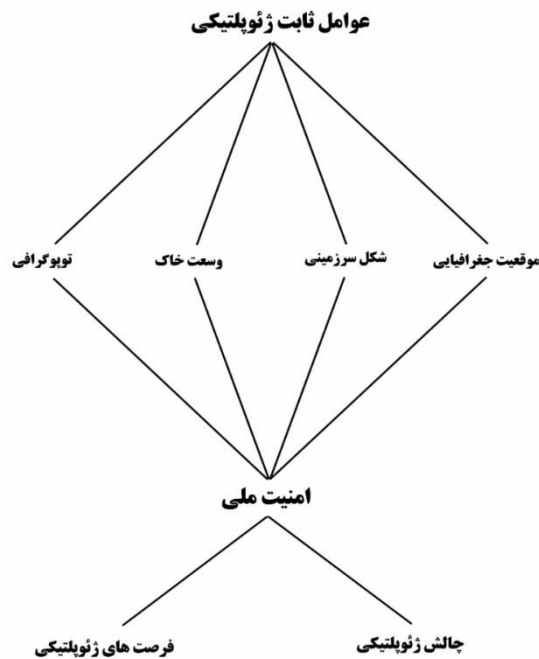 عوامل ثابت ژئوپلتیکی
موقعیت جغرافیایی
شکل سرزمینی
وسعت خاک
توپوگرافی
امنیت ملی
چالش ژئوپلتیکی
فرصت های ژئوپلتیکی